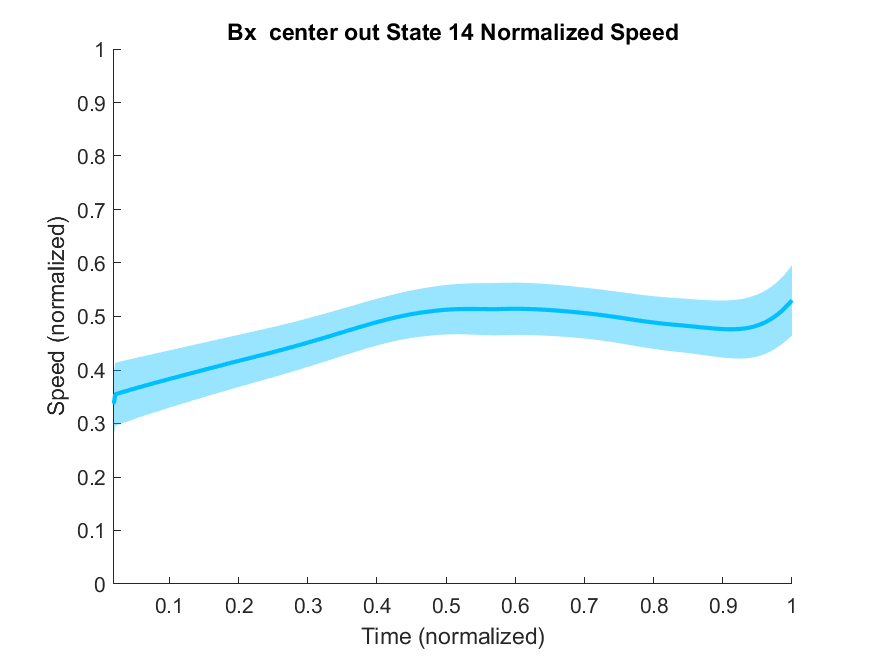 Bx  center out State 14 Normalized Speed
1
0.9
0.8
0.7
0.6
0.5
0.4
0.3
0.2
0.1
0
Speed (normalized)
0.1 0.2 0.3 0.4 0.5 0.6 0.7 0.8 0.9 1
Time (normalized)